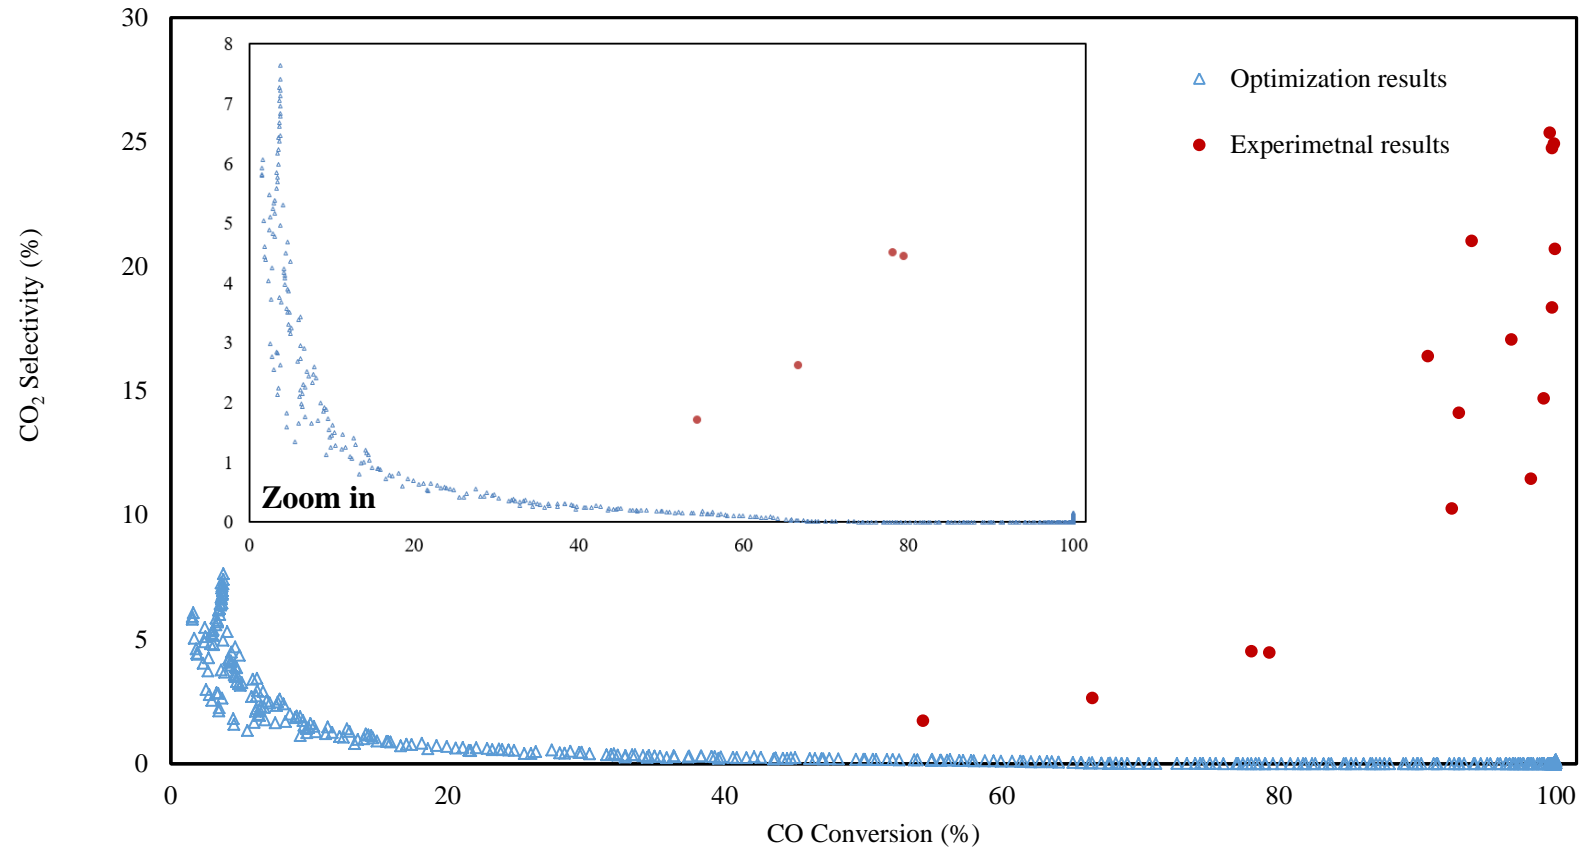 30
25
20
15
10
5
0
CO2 Selectivity (%)
8
7
6
5
4
3
2
1
0
Zoom in
0 20 40 60 80 100
Optimization results
Experimetnal results
0 20 40 60 80 100
CO Conversion (%)